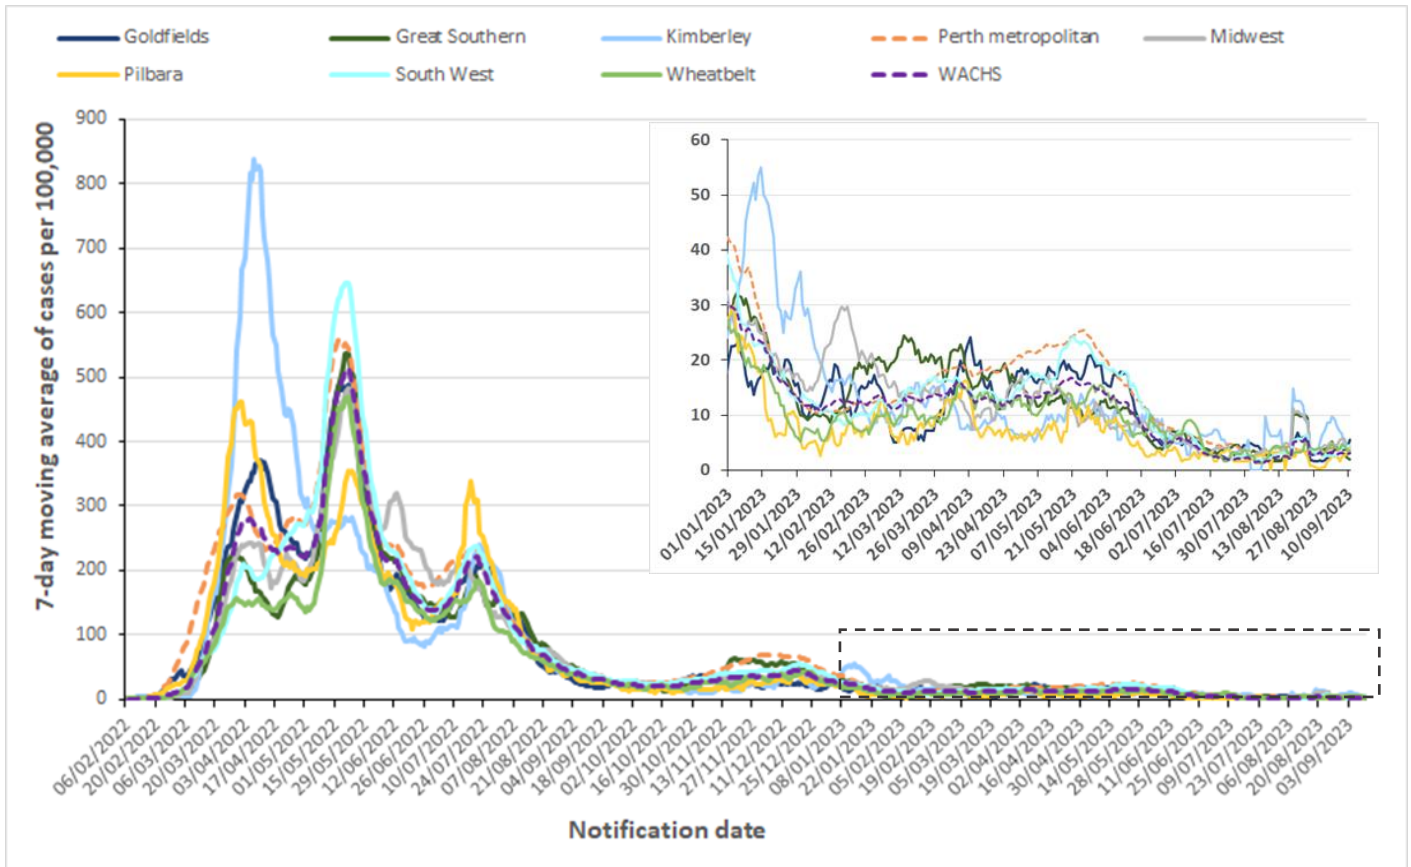 Goldfields Great Southern Kimberley Perth metropolitan Midwest
Pilbara South West Wheatbelt WACHS
7-day moving average of cases per 100,000
900
800
700
600
500
400
300
200
100
0
06/02/2022 20/02/2022 06/03/2022 20/03/2022 03/04/2022 17/04/2022 01/05/2022 15/05/2022 29/05/2022 12/06/2022 26/06/2022 10/07/2022 24/07/2022 07/08/2022 21/08/2022 04/09/2022 18/09/2022 02/10/2022 16/10/2022 30/10/2022 13/11/2022 27/11/2022 11/12/2022 25/12/2022 08/01/2023 22/01/2023 05/02/2023 19/02/2023 05/03/2023 19/03/2023 02/04/2023 16/04/2023 30/04/2023 14/05/2023 28/05/2023 11/06/2023 25/06/2023 09/07/2023 23/07/2023 06/08/2023 20/08/2023 03/09/2023
Notification date
60
50
40
30
20
10
0
01/01/2023 15/01/2023 29/01/2023 12/02/2023 26/02/2023 12/03/2023 26/03/2023 09/04/2023 23/04/2023 07/05/2023 21/05/2023 04/06/2023 18/06/2023 02/07/2023 16/07/2023 30/07/2023 13/08/2023 27/08/2023 10/09/2023